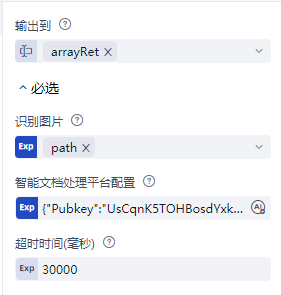 输出到
arrayRet ×
必选
识别图片
Exp path ×
智能文档处理平台配置
Exp {"Pubkey":"UsCqnK5TOHBosdYxk...
超时时间(毫秒)
Exp 30000